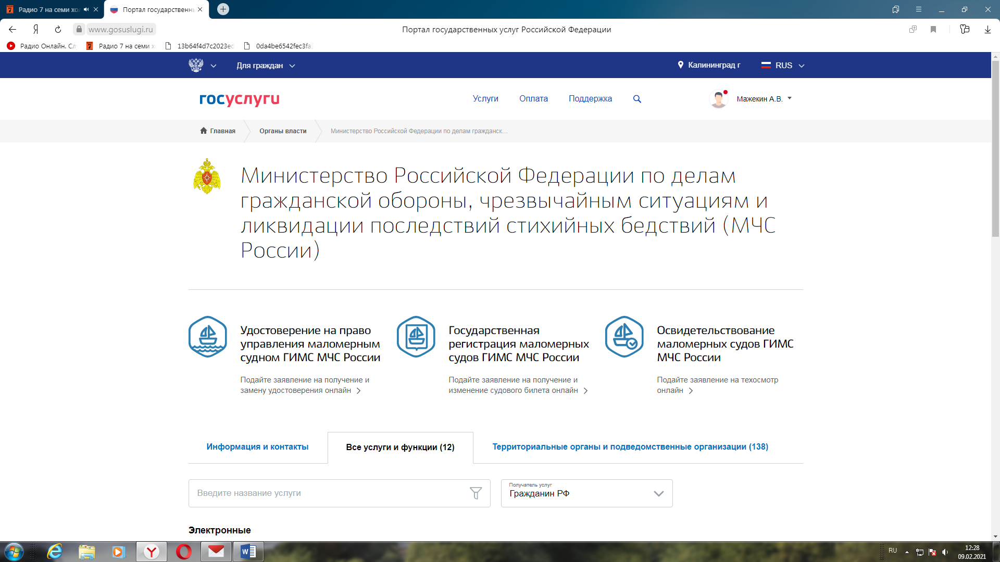 Радио 7 на семи хол
Портал государственнь
www.gosuslugi.ru
Портал государственных услуг Российской Федерации
Радио Онлайн. Сл
Радио 7 на семи х
13b64f4d7c2023ec
0da4be6542fec3fa
Для граждан
Калининград г
RUS
госуслуги
Услуги
Оплата
Поддержка
Мажекин А.В.
Главная
Органы власти
Министерство Российской Федерации по делам гражданск...
Министерство Российской Федерации по делам
гражданской обороны, чрезвычайным ситуациям и
ликвидации последствий стихийных бедствий (МЧС
России)
Удостоверение на право
управления маломерным
судном ГИМС МЧС России
Подайте заявление на получение и
замену удостоверения онлайн
Государственная
регистрация маломерных
судов ГИМС МЧС России
Подайте заявление на получение и
изменение судового билета онлайн
Освидетельствование
маломерных судов ГИМС
МЧС России
Подайте заявление на техосмотр
онлайн
Информация и контакты
Все услуги и функции (12)
Территориальные органы и подведомственные организации (138)
Введите название услуги
Получатель услуг
Гражданин РФ
Электронные
RU
12:28
09.02.2021